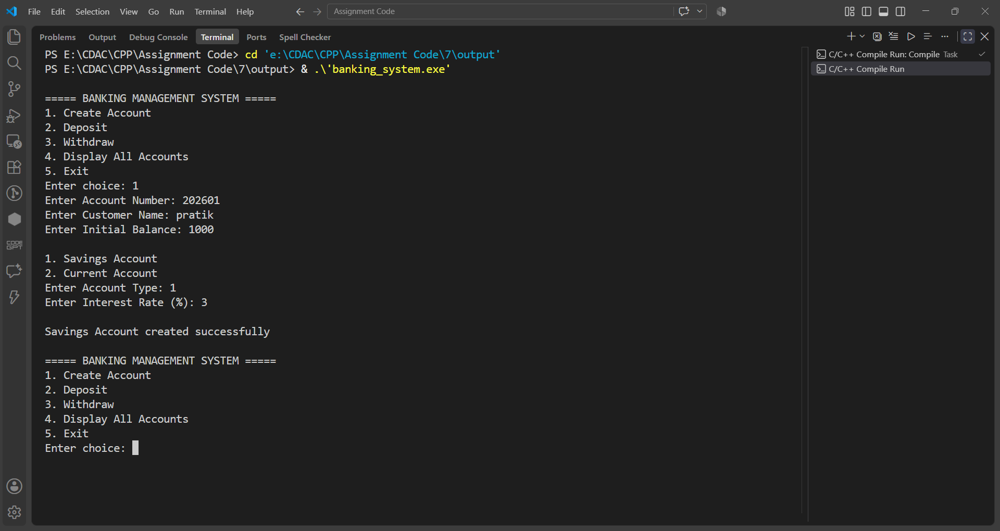 File Edit Selection View Go Run Terminal Help
Assignment Code
Problems Output Debug Console Terminal Ports Spell Checker
PS E:\CDAC\CPP\Assignment Code> cd 'e:\CDAC\CPP\Assignment Code\7\output'
PS E:\CDAC\CPP\Assignment Code\7\output> & .\'banking_system.exe'
===== BANKING MANAGEMENT SYSTEM =====
1. Create Account
2. Deposit
3. Withdraw
4. Display All Accounts
5. Exit
Enter choice: 1
Enter Account Number: 202601
Enter Customer Name: pratik
Enter Initial Balance: 1000
1. Savings Account
2. Current Account
Enter Account Type: 1
Enter Interest Rate (%): 3
Savings Account created successfully
===== BANKING MANAGEMENT SYSTEM =====
1. Create Account
2. Deposit
3. Withdraw
4. Display All Accounts
5. Exit
Enter choice:
C/C++ Compile Run: Compile Task
C/C++ Compile Run
CODE
GPT